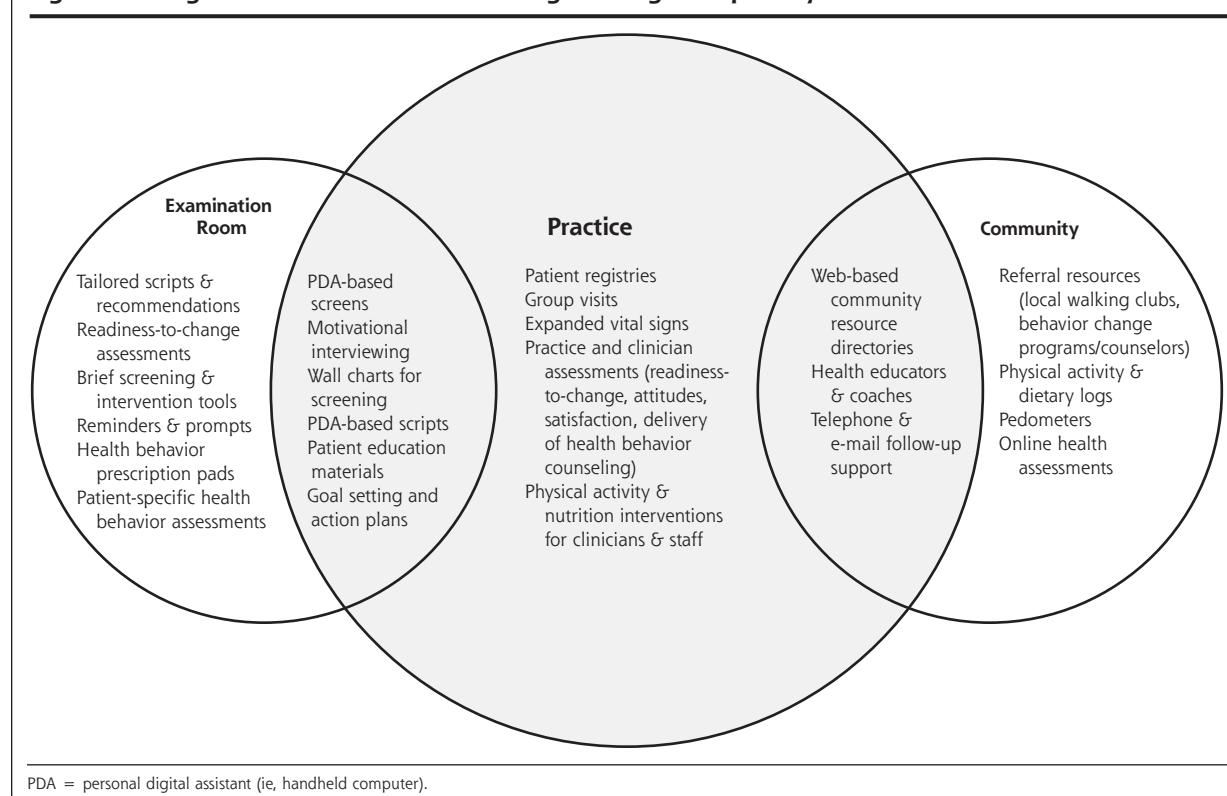 Examination
Room
Tailored scripts &
recommendations
Readiness-to-change
assessments
Brief screening &
intervention tools
Reminders & prompts
Health behavior
prescription pads
Patient-specific health
behavior assessments
PDA-based
screens
Motivational
interviewing
Wall charts for
screening
PDA-based scripts
Patient education
materials
Goal setting and
action plans
Practice
Patient registries
Group visits
Expanded vital signs
Practice and clinician
assessments (readiness-
to-change, attitudes,
satisfaction, delivery
of health behavior
counseling)
Physical activity &
nutrition interventions
for clinicians & staff
Web-based
community
resource
directories
Health educators
& coaches
Telephone &
e-mail follow-up
support
Community
Referral resources
(local walking clubs,
behavior change
programs/counselors)
Physical activity &
dietary logs
Pedometers
Online health
assessments
PDA = personal digital assistant (ie, handheld computer).